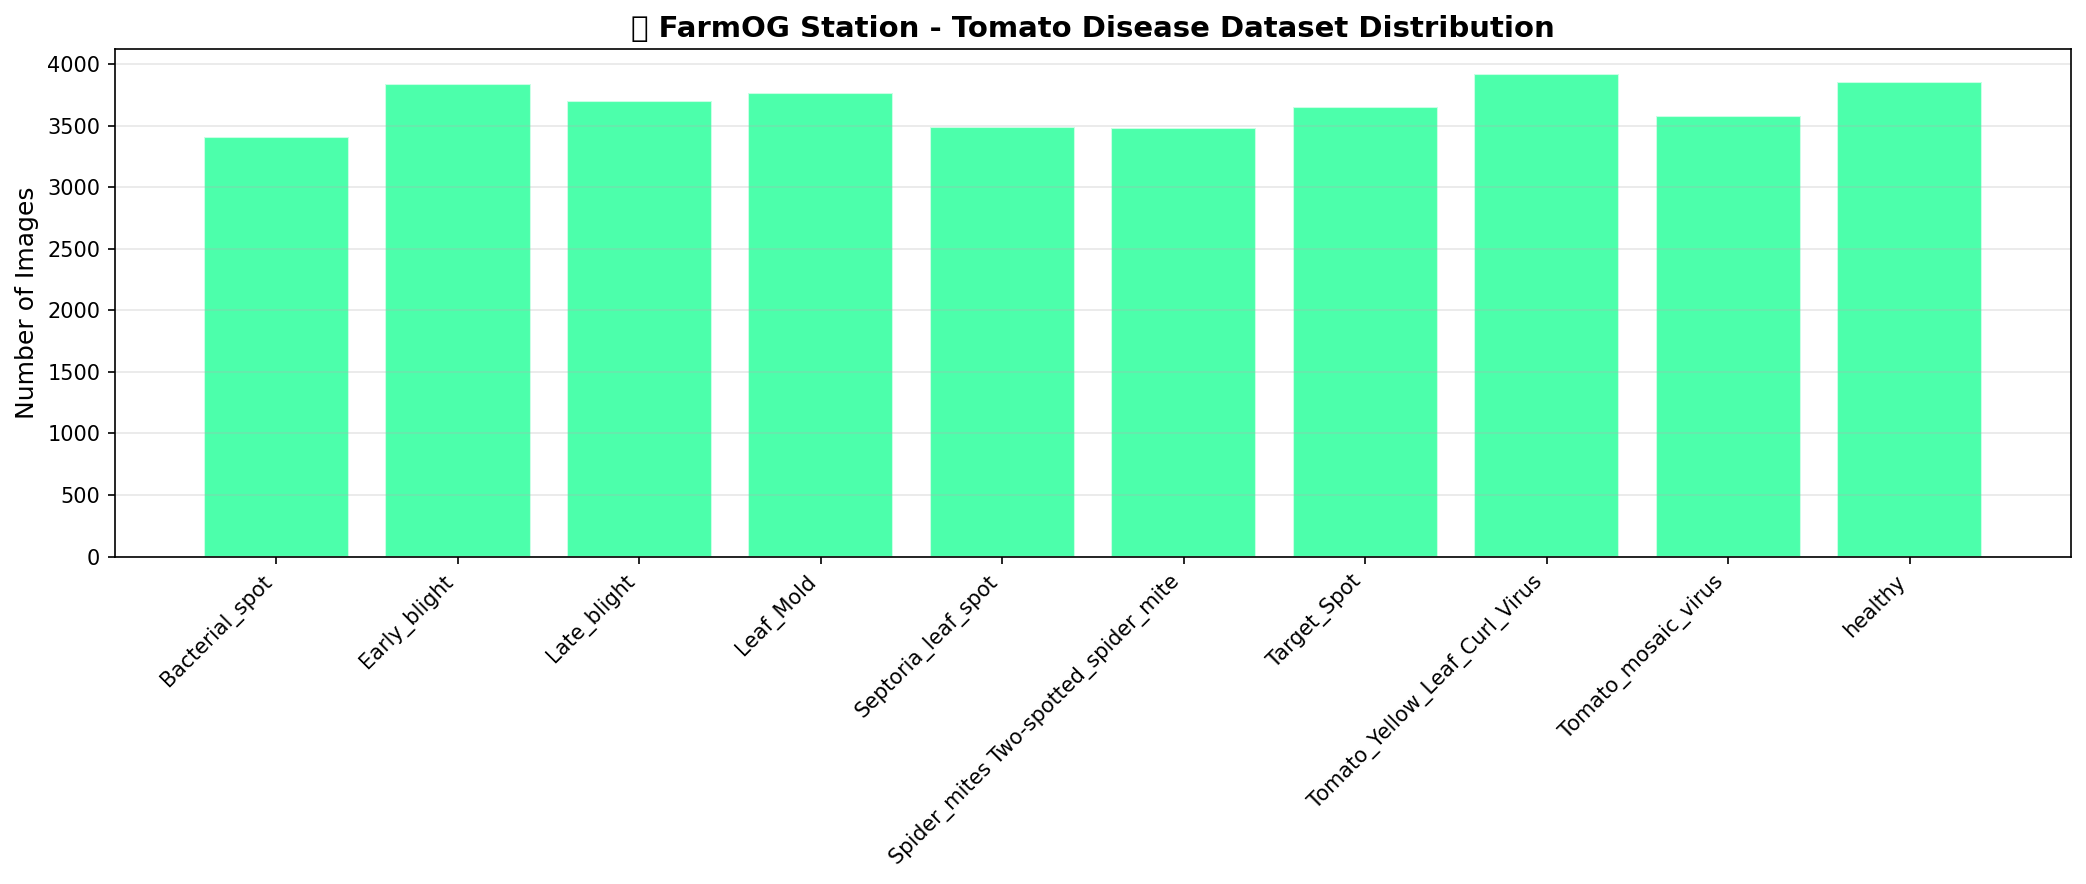 FarmOG Station - Tomato Disease Dataset Distribution
Number of Images
4000
3500
3000
2500
2000
1500
1000
500
0
Bacterial_spot
Early_blight
Late_blight
Leaf_Mold
Septoria_leaf_spot
Spider_mites Two-spotted_spider_mite
Target_Spot
Tomato_Yellow_Leaf_Curl_Virus
Tomato_mosaic_virus
healthy